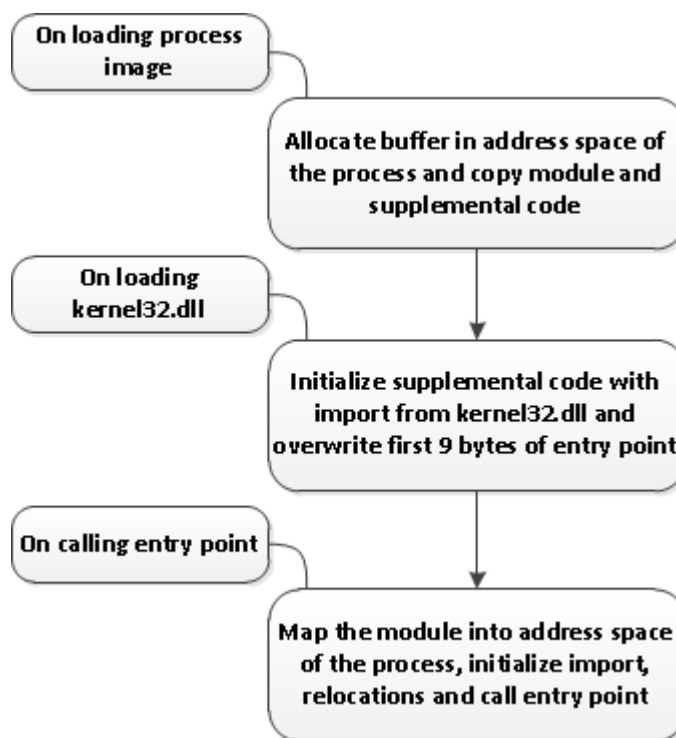 On loading process
image
Allocate buffer in address space of
the process and copy module and
supplemental code
On loading
kernel32.dll
Initialize supplemental code with
import from kernel32.dll and
overwrite first 9 bytes of entry point
On calling entry point
Map the module into address space
of the process, initialize import,
relocations and call entry point